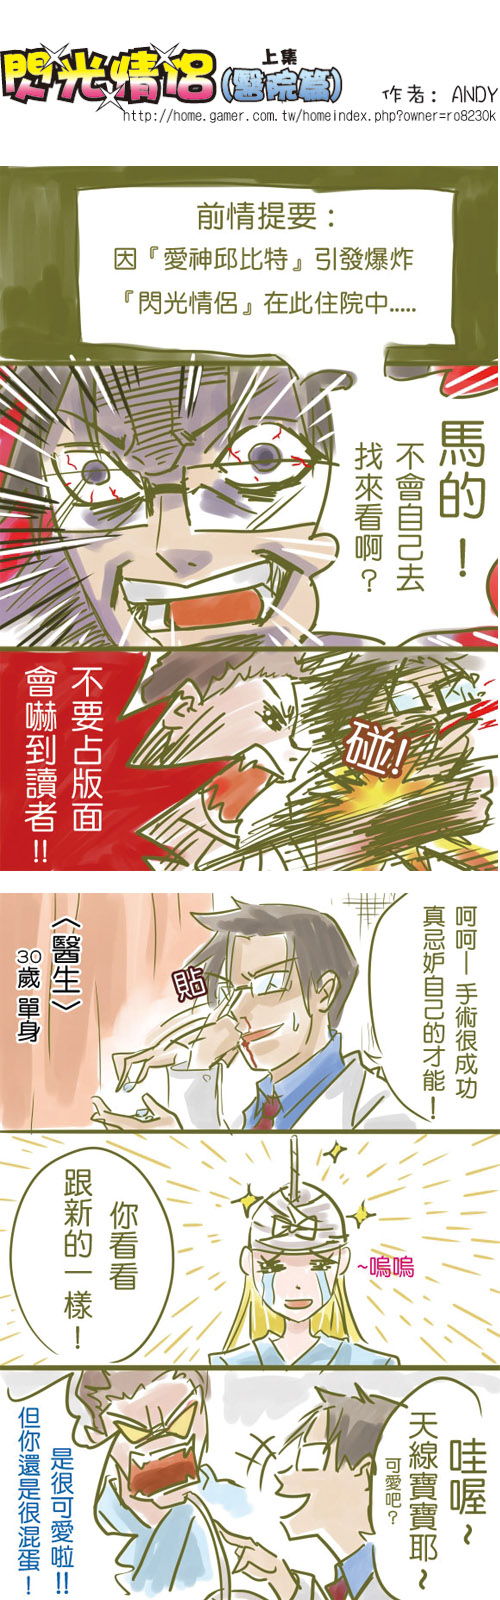 閃光情侶
上集
(醫院篇)
作者: ANDY
http://home.gamer.com.tw/homeindex.php?owner=ro8230k
前情提要：
因『愛神邱比特』引發爆炸
『閃光情侶』在此住院中.....
馬的！
不會自己去
找來看啊？
不要占版面
會嚇到讀者!!
碰!
呵呵— 手術很成功
真忌妒自己的才能！
貼
〈醫生〉
30歲 單身
你看看
跟新的一樣！
~嗚嗚
哇喔~
天線寶寶耶~
可愛吧？
是很可愛啦!!
但你還是很混蛋！